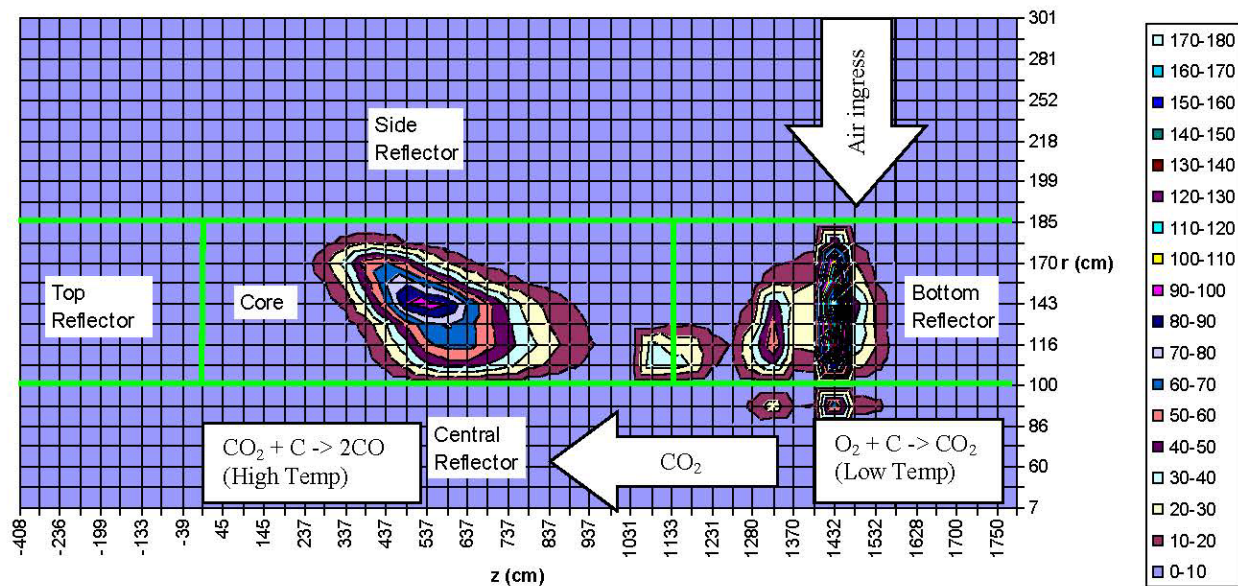 Air ingress
Side
Reflector
Top
Reflector
Core
Bottom
Reflector
Central
Reflector
CO₂ + C -> 2CO
(High Temp)
CO₂
O₂ + C -> CO₂
(Low Temp)
301
281
252
218
199
185
170
143
116
100
86
60
7
r (cm)
-408 -236 -199 -133 -39 45 145 237 337 437 537 637 737 837 937 1031 1133 1231 1280 1370 1432 1532 1628 1700 1750
z (cm)
170-180
160-170
150-160
140-150
130-140
120-130
110-120
100-110
90-100
80-90
70-80
60-70
50-60
40-50
30-40
20-30
10-20
0-10